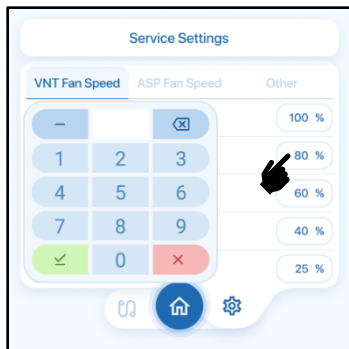 Service Settings
VNT Fan Speed ASP Fan Speed Other
– 100 %
1 2 3 80 %
4 5 6 60 %
7 8 9 40 %
0 25 %